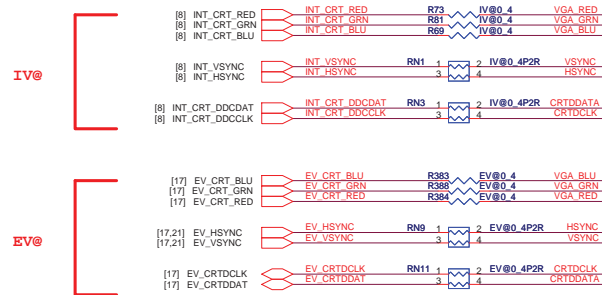 IV@
[8] INT_CRT_RED INT_CRT_RED R73 IV@0_4 VGA_RED
[8] INT_CRT_GRN INT_CRT_GRN R81 IV@0_4 VGA_GRN
[8] INT_CRT_BLU INT_CRT_BLU R69 IV@0_4 VGA_BLU
[8] INT_VSYNC INT_VSYNC RN1 1 2 IV@0_4P2R VSYNC
[8] INT_HSYNC INT_HSYNC 3 4 HSYNC
[8] INT_CRT_DDCDAT INT_CRT_DDCDAT RN3 1 2 IV@0_4P2R CRTDDATA
[8] INT_CRT_DDCCLK INT_CRT_DDCCLK 3 4 CRTDCLK
EV@
[17] EV_CRT_BLU EV_CRT_BLU R383 EV@0_4 VGA_BLU
[17] EV_CRT_GRN EV_CRT_GRN R388 EV@0_4 VGA_GRN
[17] EV_CRT_RED EV_CRT_RED R384 EV@0_4 VGA_RED
[17,21] EV_HSYNC EV_HSYNC RN9 1 2 EV@0_4P2R HSYNC
[17,21] EV_VSYNC EV_VSYNC 3 4 VSYNC
[17] EV_CRTDCLK EV_CRTDCLK RN11 1 2 EV@0_4P2R CRTDCLK
[17] EV_CRTDDAT EV_CRTDDAT 3 4 CRTDDATA